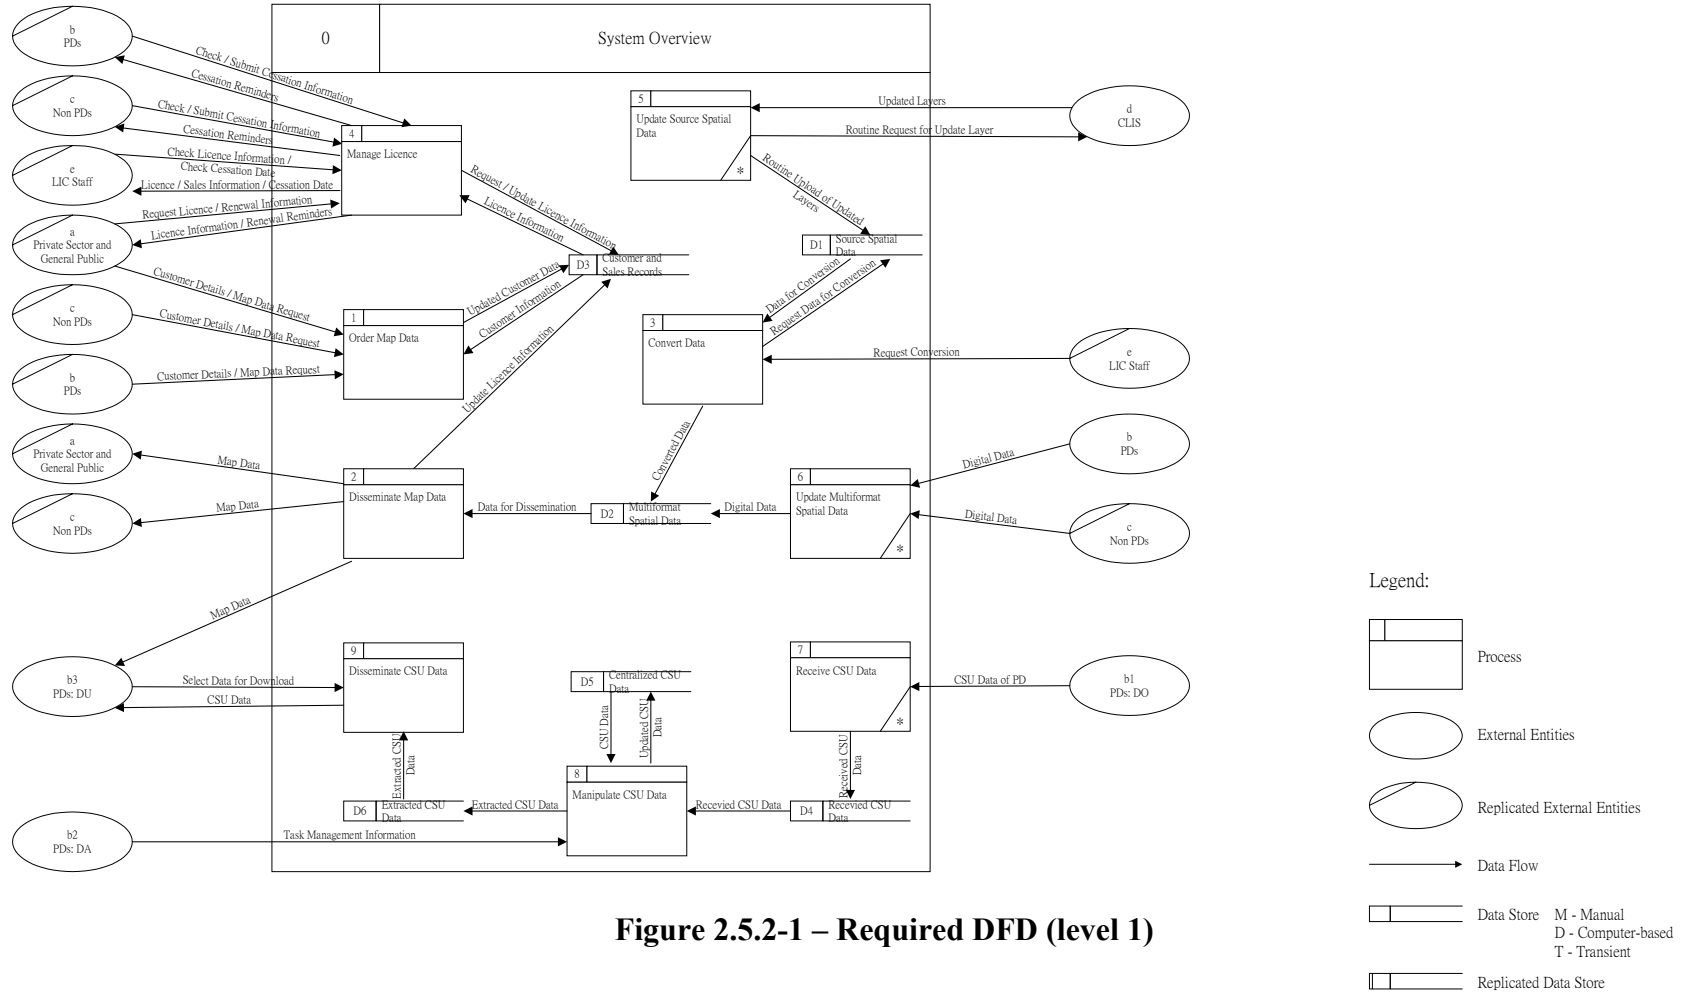 0
System Overview
b
PDs
Check / Submit Cessation Information
Cessation Reminders
c
Non PDs
Check / Submit Cessation Information
Cessation Reminders
e
LIC Staff
Check Licence Information /
Check Cessation Date
Licence / Sales Information / Cessation Date
a
Private Sector and
General Public
Request Licence / Renewal Information
Licence Information / Renewal Reminders
4
Manage Licence
Request / Update Licence Information
Licence Information
5
Update Source Spatial
Data
*
Updated Layers
Routine Request for Update Layer
d
CLIS
Routine Upload of Updated
Layers
D1
Source Spatial
Data
D3
Customer and
Sales Records
Customer Details / Map Data Request
c
Non PDs
Customer Details / Map Data Request
b
PDs
Customer Details / Map Data Request
1
Order Map Data
Updated Customer Data
Customer Information
Update Licence Information
Data for Conversion
Request Data for Conversion
3
Convert Data
Request Conversion
e
LIC Staff
Converted Data
a
Private Sector and
General Public
Map Data
c
Non PDs
Map Data
2
Disseminate Map Data
Data for Dissemination
D2
Multiformat
Spatial Data
Digital Data
6
Update Multiformat
Spatial Data
*
Digital Data
b
PDs
Digital Data
c
Non PDs
Map Data
b3
PDs: DU
Select Data for Download
CSU Data
9
Disseminate CSU Data
D5
Centralized CSU
Data
CSU Data
Updated CSU
Data
7
Receive CSU Data
*
CSU Data of PD
b1
PDs: DO
Extracted CSU
Data
8
Manipulate CSU Data
Received CSU
Data
D6
Extracted CSU
Data
Extracted CSU Data
Recevied CSU Data
D4
Recevied CSU
Data
b2
PDs: DA
Task Management Information
Legend:
Process
External Entities
Replicated External Entities
Data Flow
Data Store M - Manual
D - Computer-based
T - Transient
Replicated Data Store
Figure 2.5.2-1 – Required DFD (level 1)